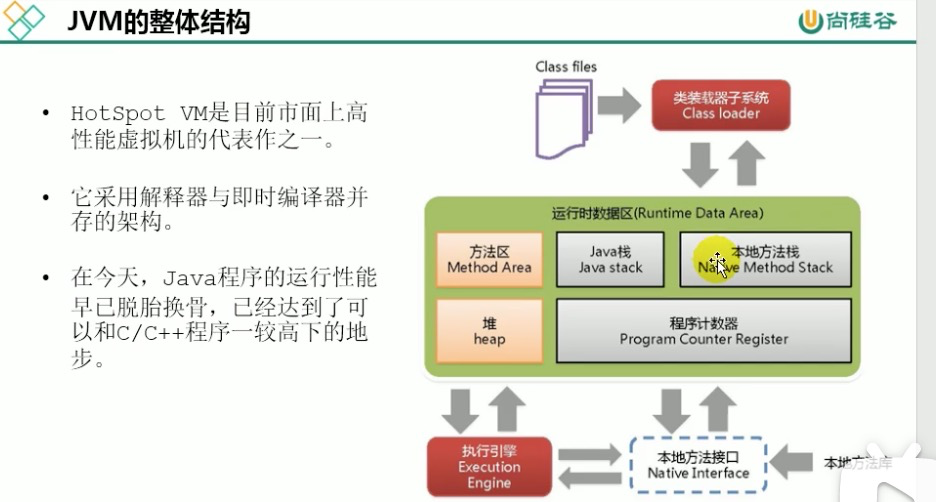 JVM的整体结构
尚硅谷
• HotSpot VM是目前市面上高
性能虚拟机的代表作之一。
• 它采用解释器与即时编译器并
存的架构。
• 在今天，Java程序的运行性能
早已脱胎换骨，已经达到了可
以和C/C++程序一较高下的地
步。
Class files
类装载器子系统
Class loader
运行时数据区(Runtime Data Area)
方法区
Method Area
Java栈
Java stack
本地方法栈
Native Method Stack
堆
heap
程序计数器
Program Counter Register
执行引擎
Execution
Engine
本地方法接口
Native Interface
本地方法库